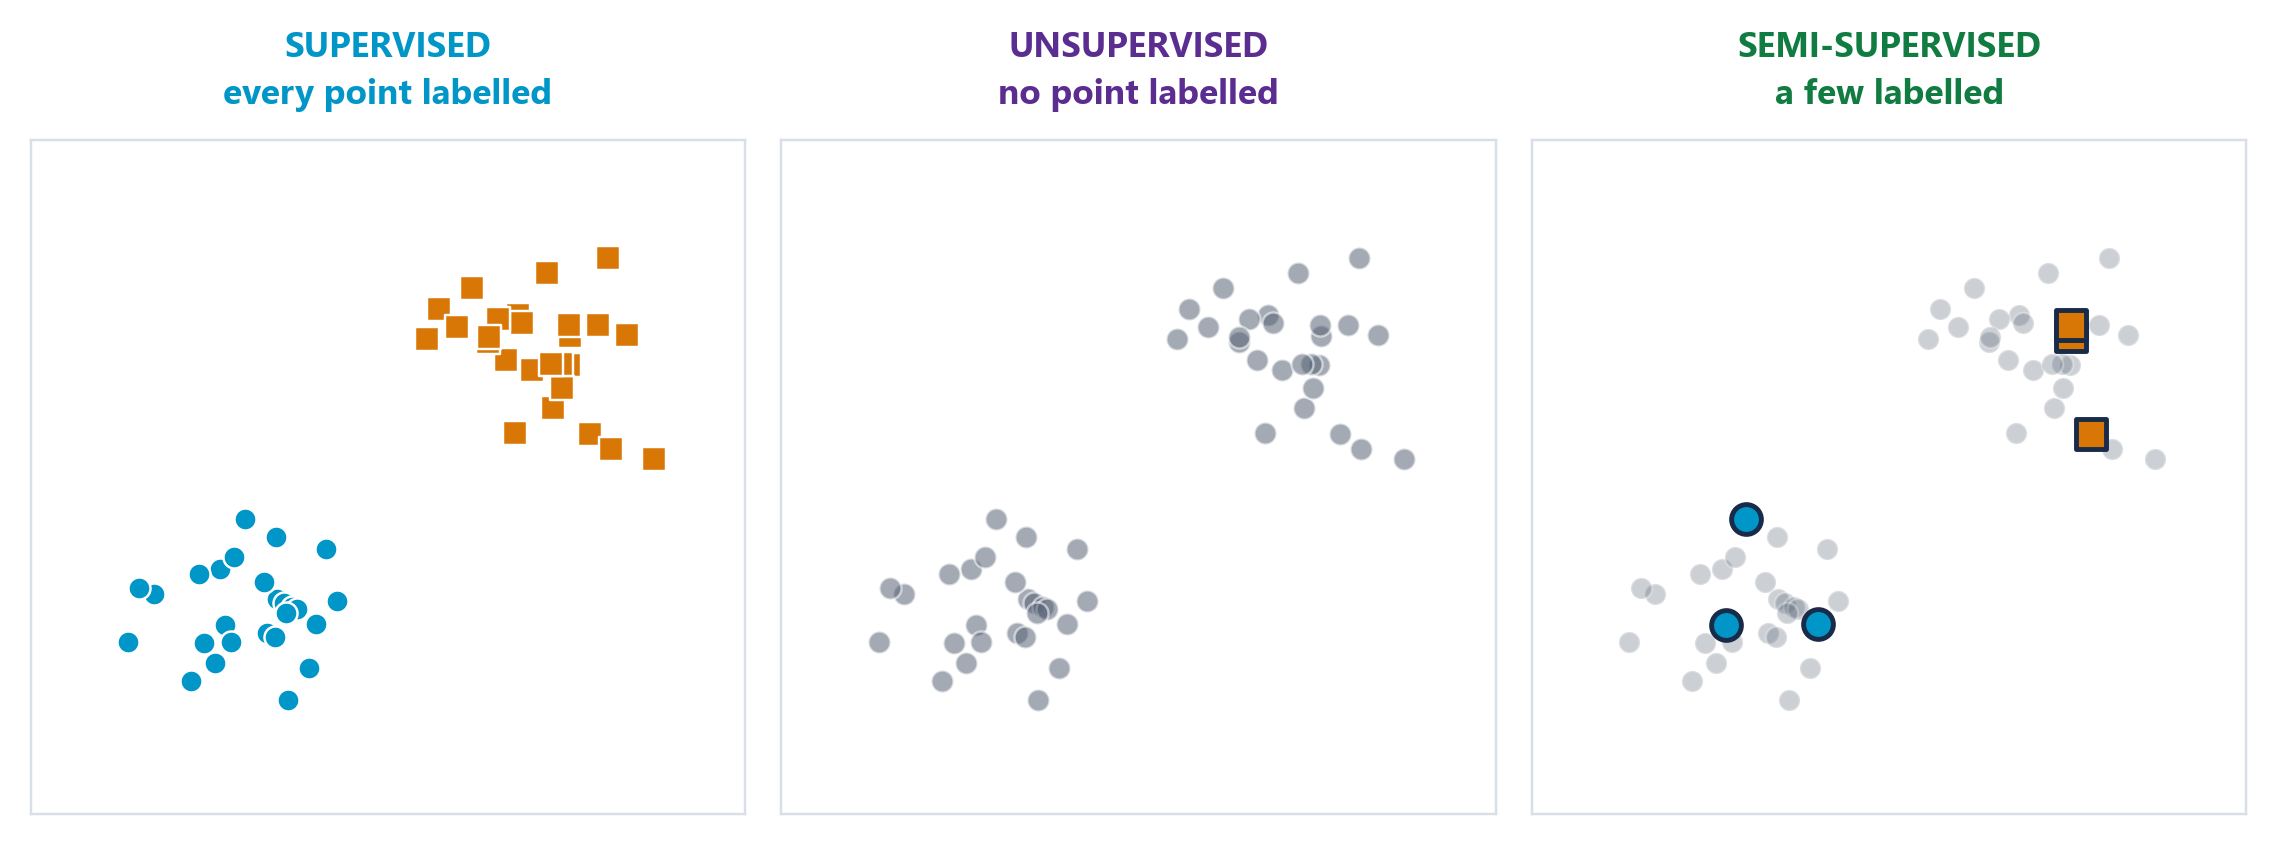 SUPERVISED
every point labelled
UNSUPERVISED
no point labelled
SEMI-SUPERVISED
a few labelled